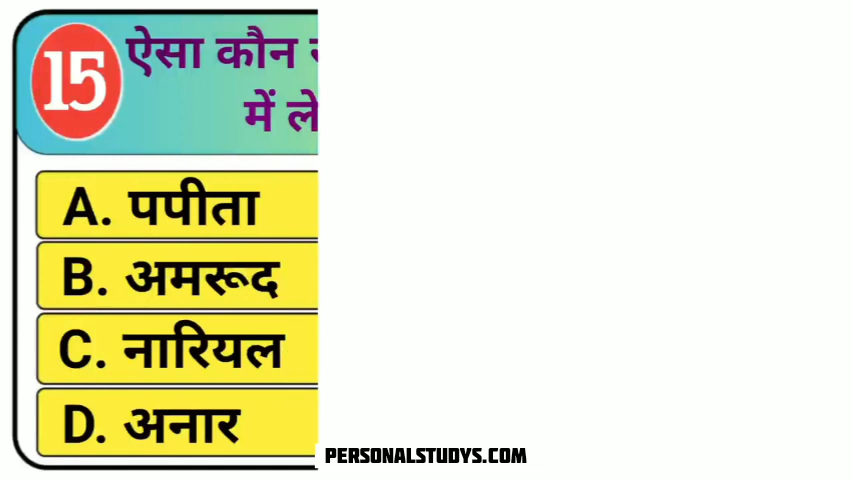 15 ऐसा कौन
में
A. पपीता
B. अमरूद
C. नारियल
D. अनार
PERSONALSTUDYS.COM